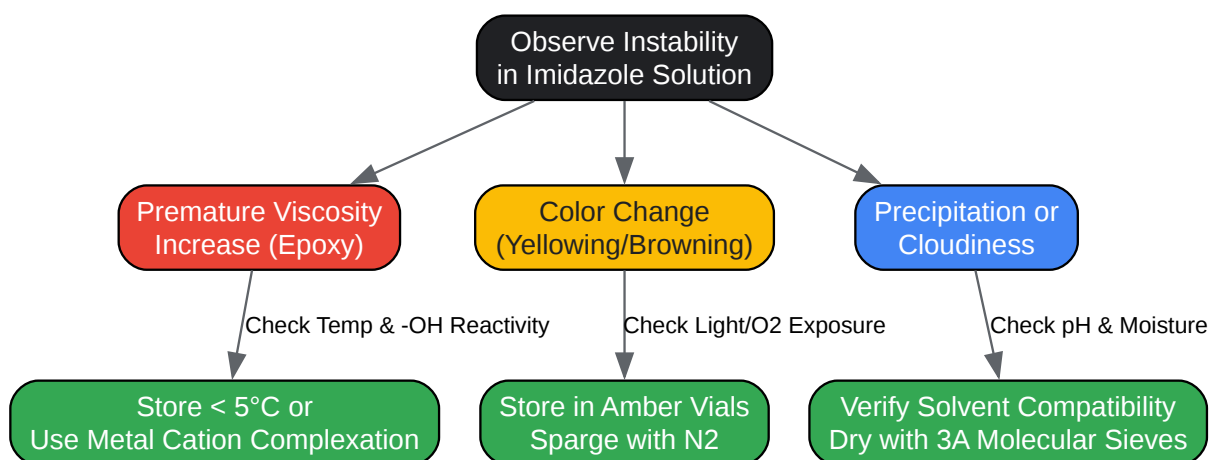 Observe Instability
in Imidazole Solution
Premature Viscosity
Increase (Epoxy)
Color Change
(Yellowing/Browning)
Precipitation or
Cloudiness
Check Temp & -OH Reactivity
Check Light/O2 Exposure
Check pH & Moisture
Store < 5°C or
Use Metal Cation Complexation
Store in Amber Vials
Sparge with N2
Verify Solvent Compatibility
Dry with 3A Molecular Sieves